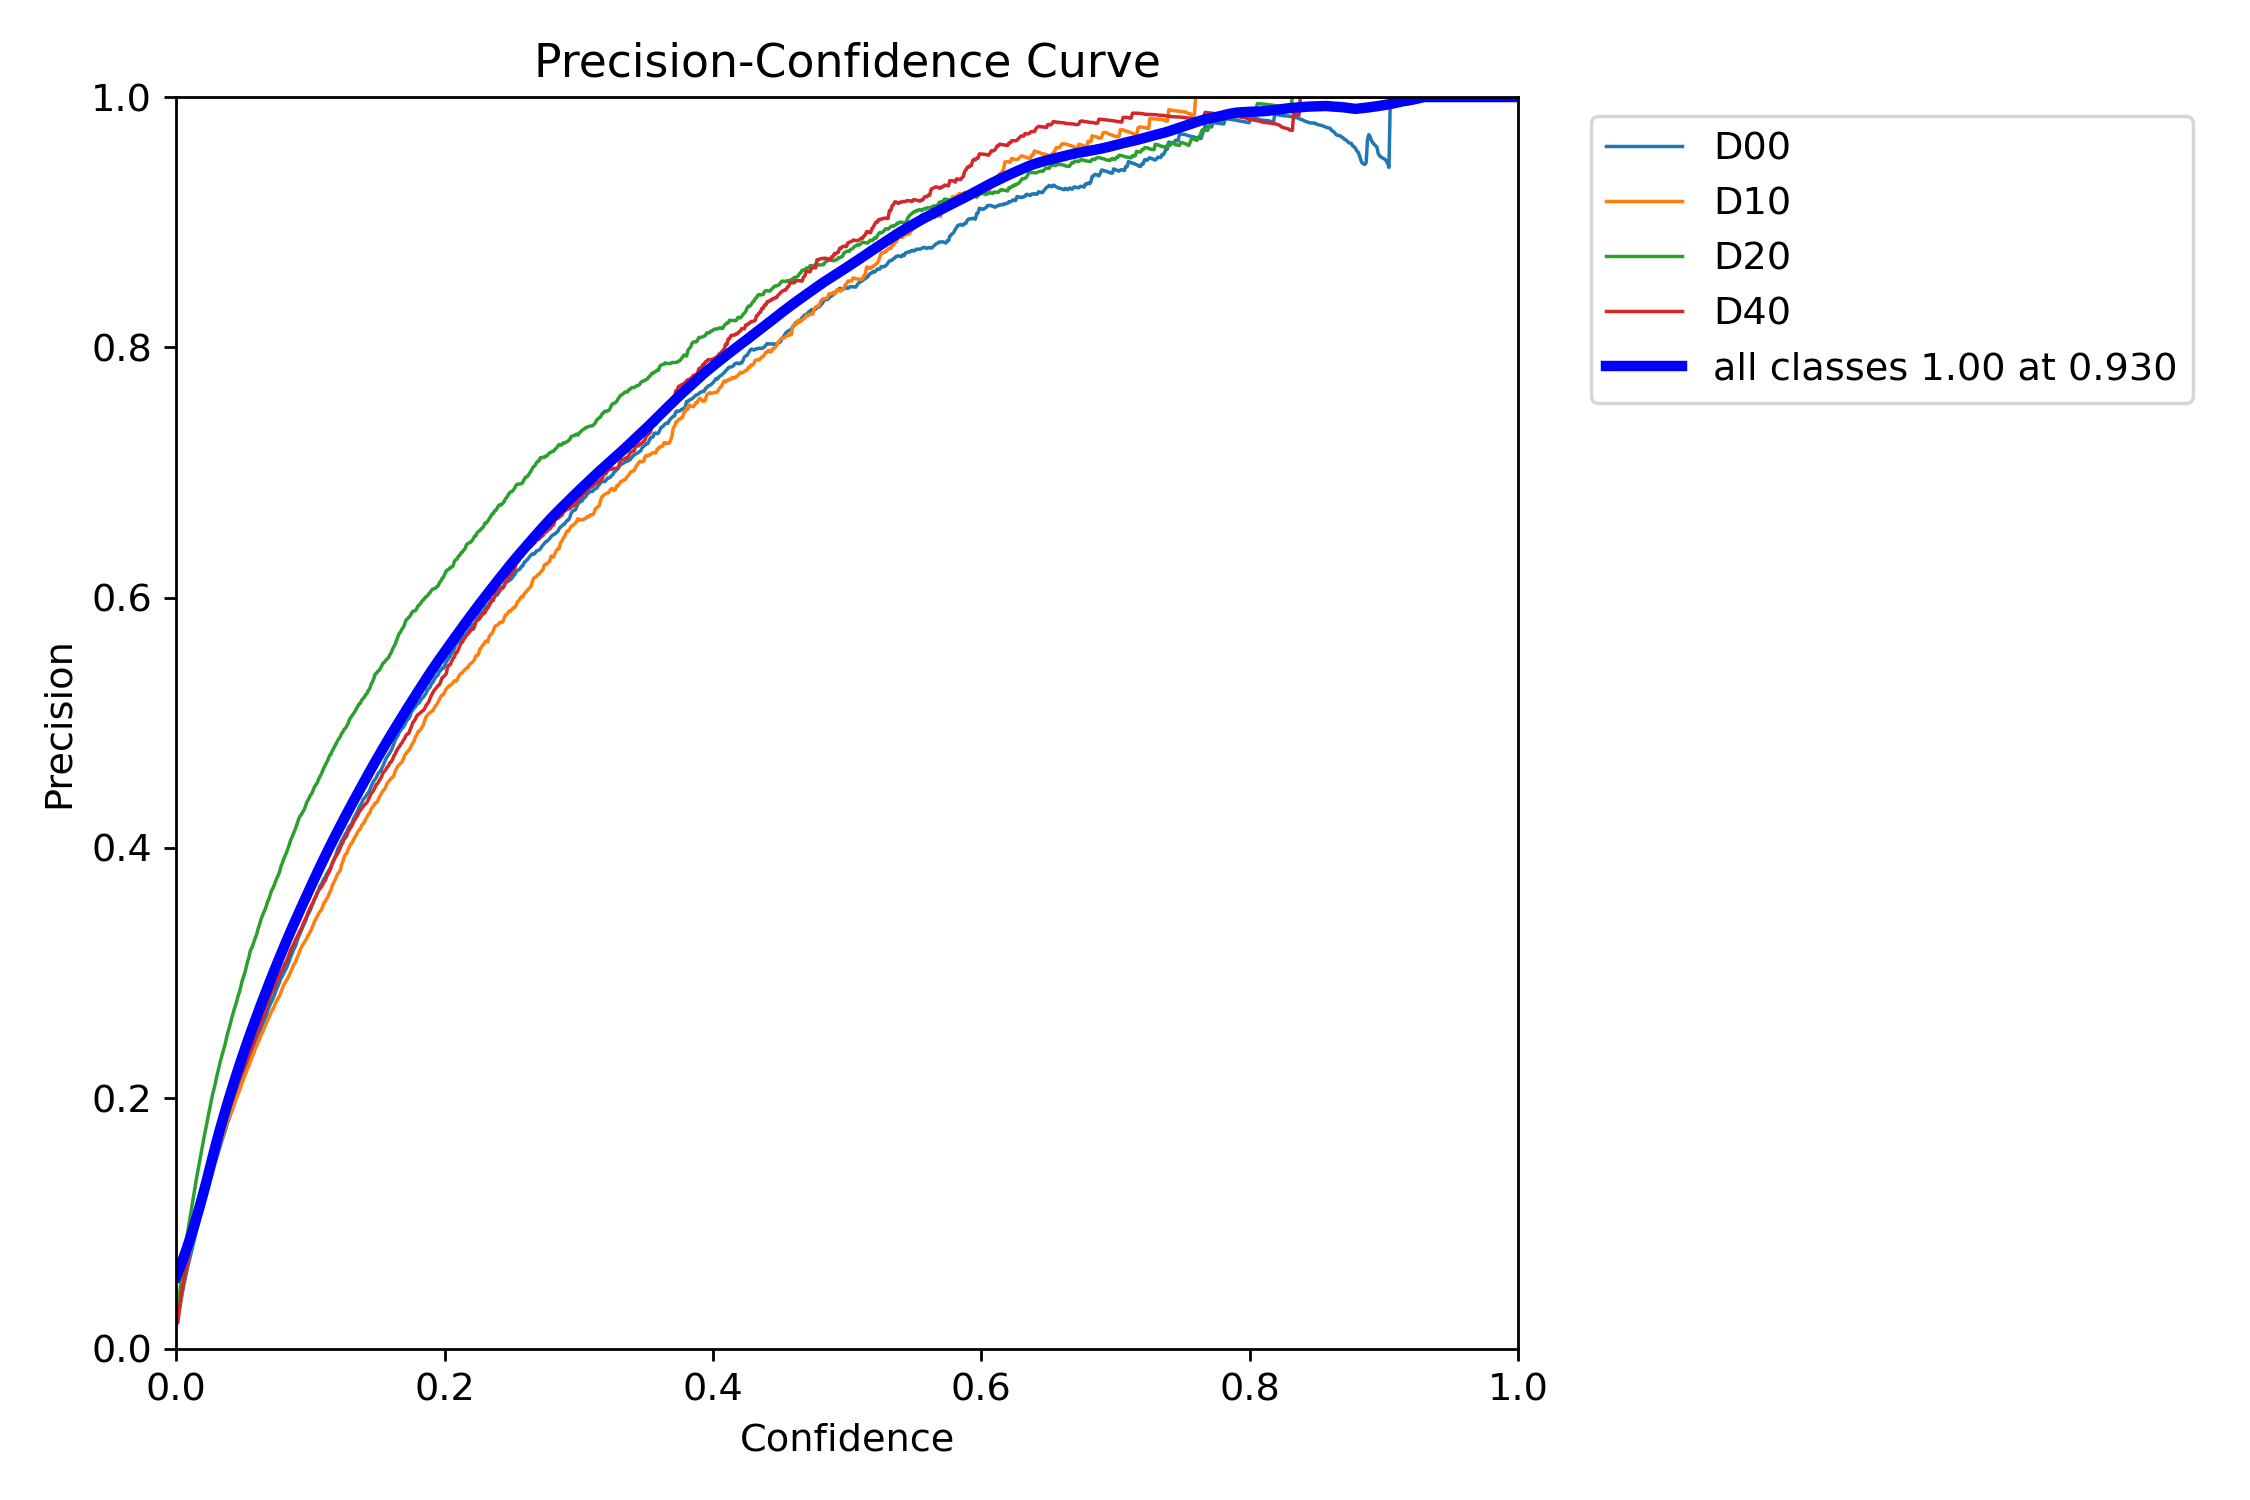 Precision-Confidence Curve
1.0
0.8
0.6
0.4
0.2
0.0
Precision
0.0 0.2 0.4 0.6 0.8 1.0
Confidence
D00
D10
D20
D40
all classes 1.00 at 0.930